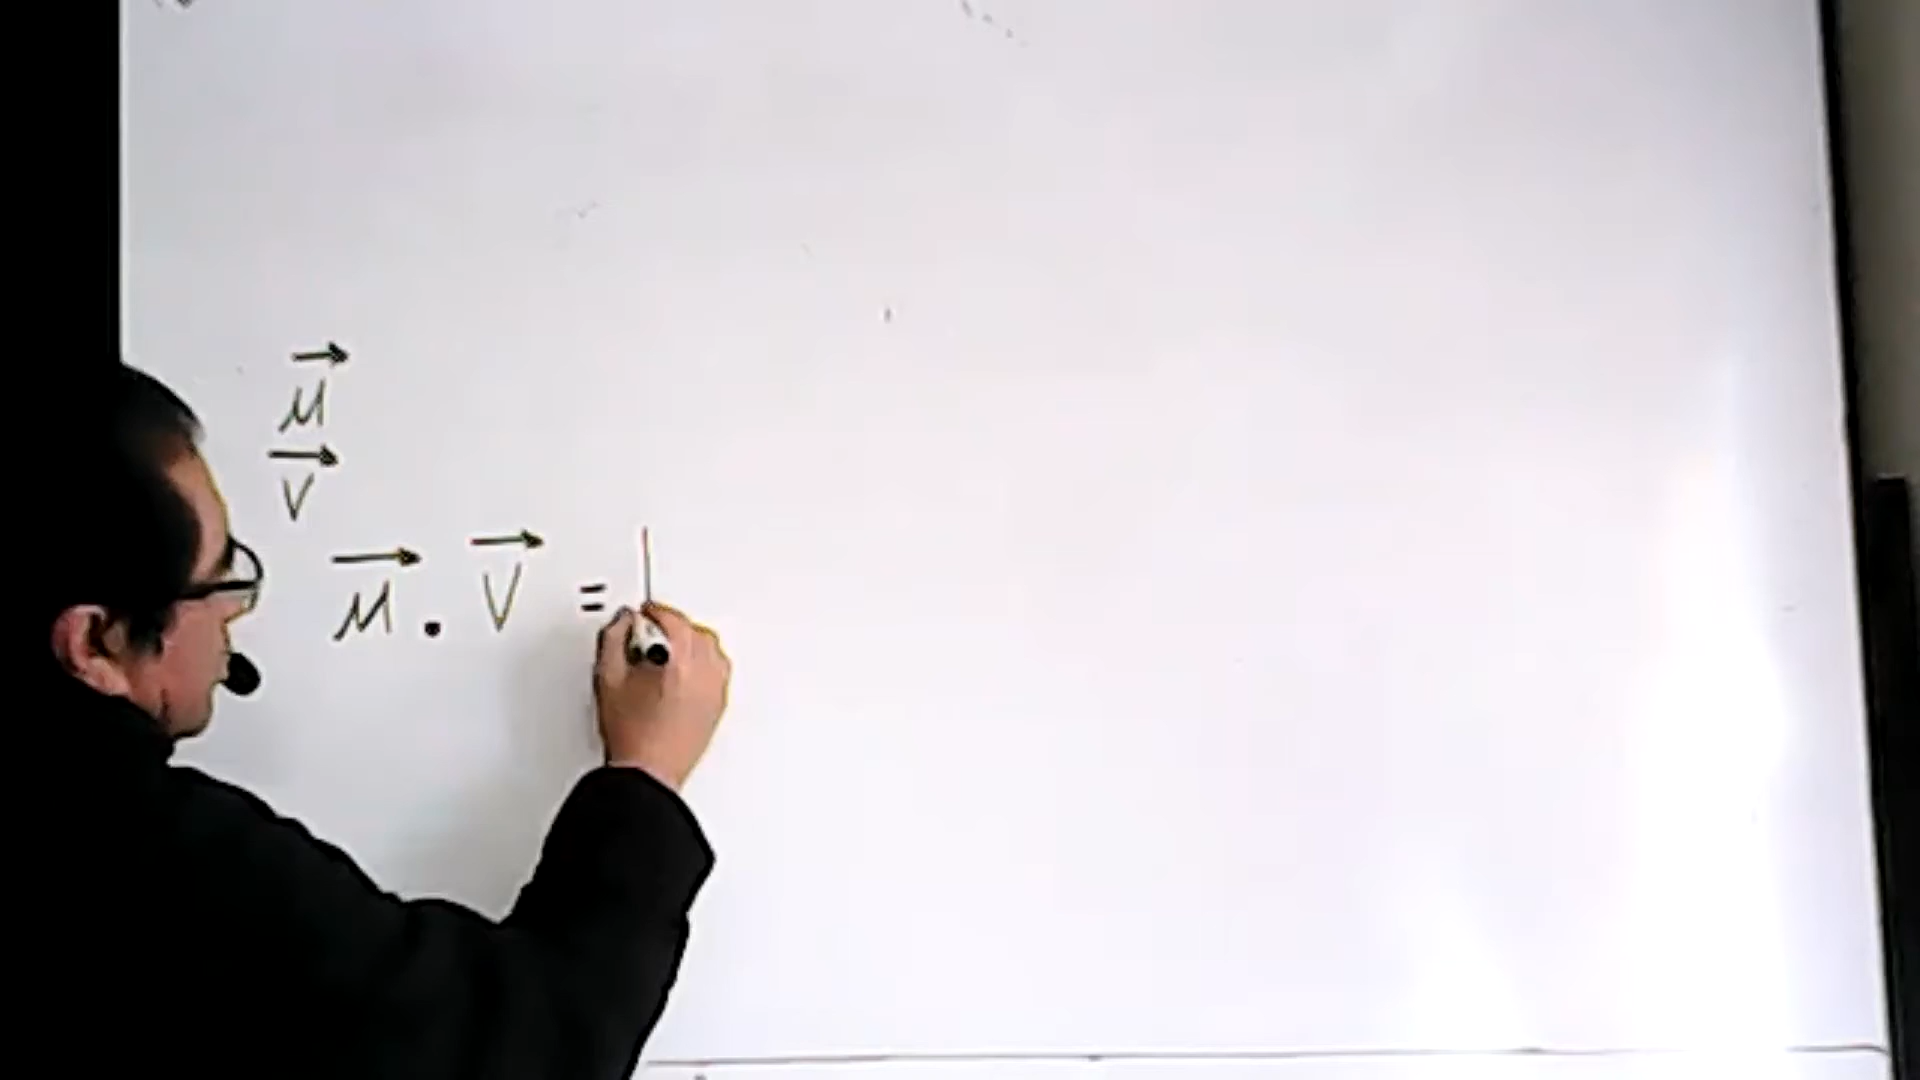 →
u
→
v
→ →
u . v = |